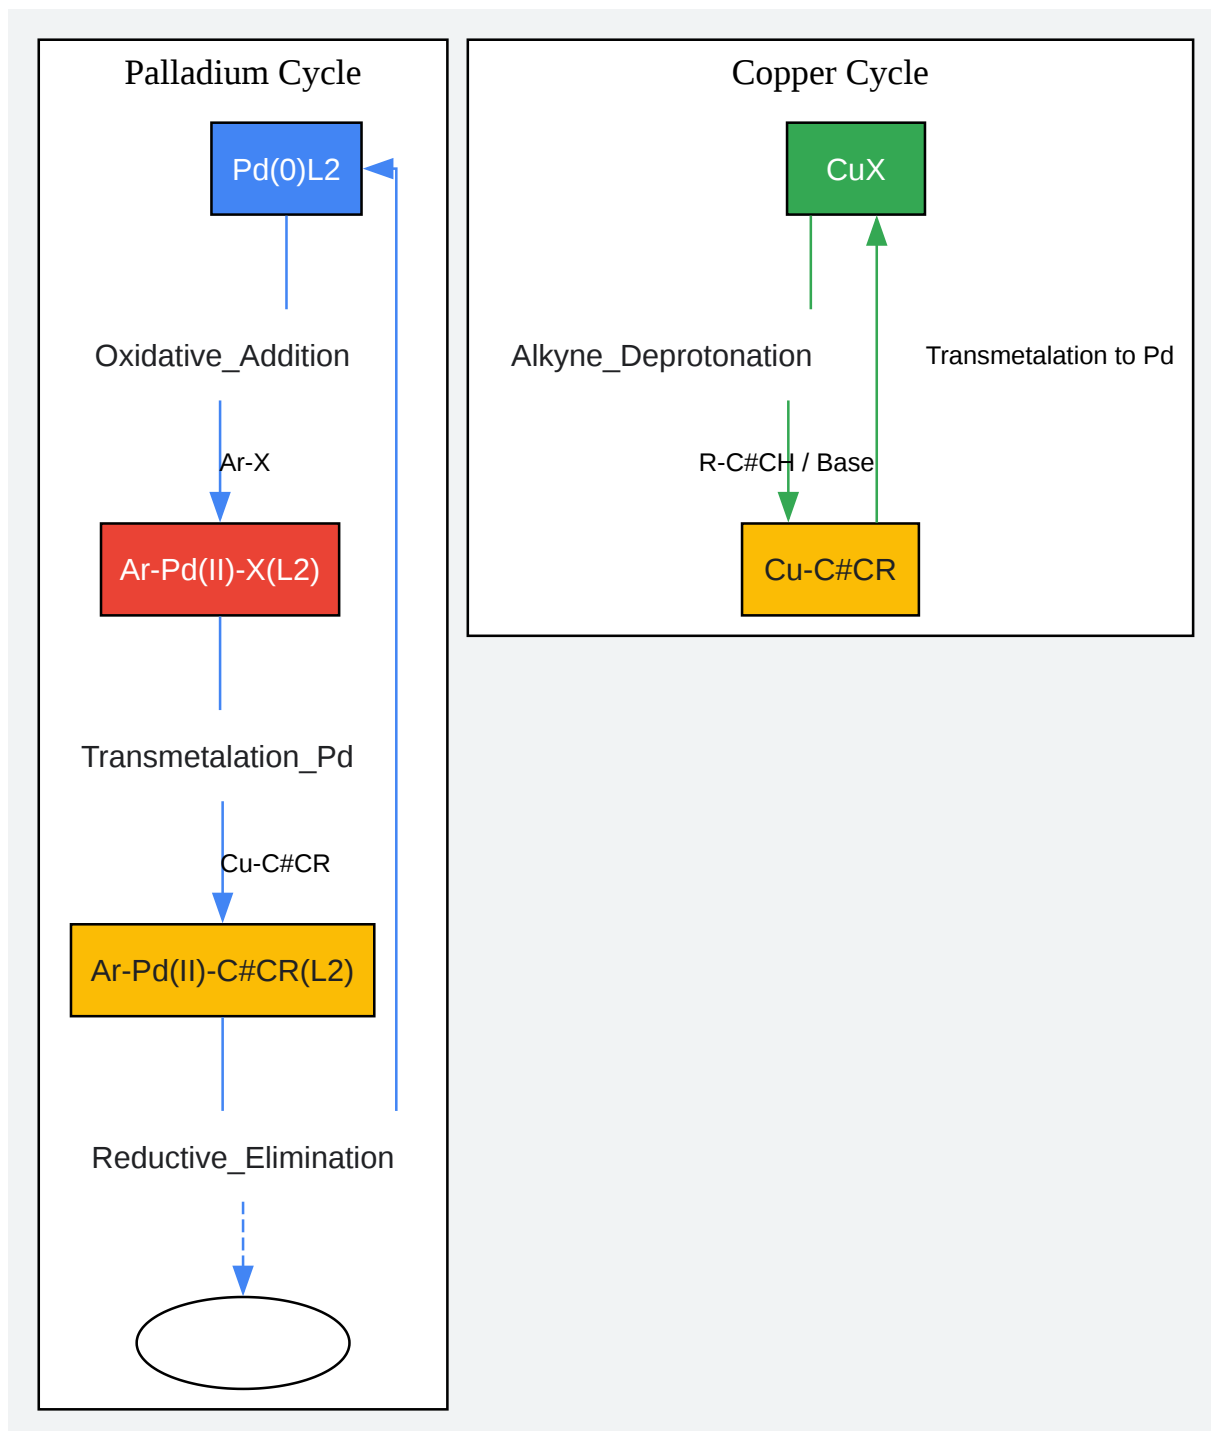 Palladium Cycle
Pd(0)L2
Oxidative_Addition
Ar-X
Ar-Pd(II)-X(L2)
Transmetalation_Pd
Cu-C#CR
Ar-Pd(II)-C#CR(L2)
Reductive_Elimination
Copper Cycle
CuX
Alkyne_Deprotonation
Transmetalation to Pd
R-C#CH / Base
Cu-C#CR